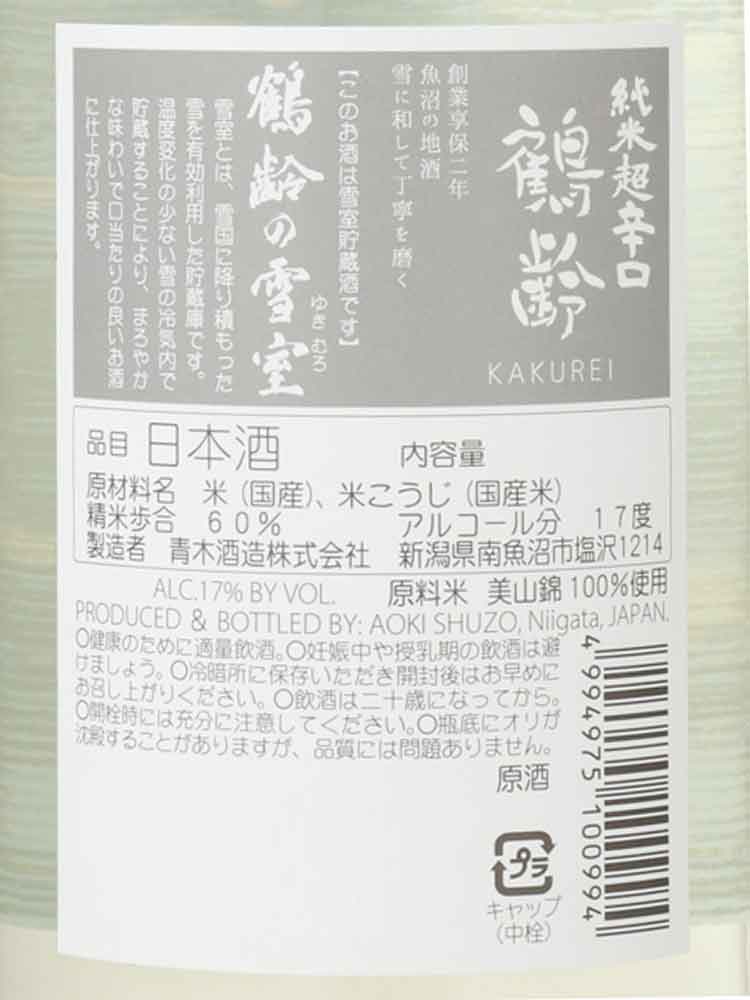 純米超辛口
鶴齢
KAKUREI
創業享保二年
魚沼の地酒
雪に和して丁寧を磨く
【このお酒は雪室貯蔵酒です】
鶴齢の雪室
ゆきむろ
雪室とは、雪国に降り積もった
雪を有効利用した貯蔵庫です。
温度変化の少ない雪の冷気内で
貯蔵することにより、まろやか
な味わいで口当たりの良いお酒
に仕上がります。
品目 日本酒 内容量
原材料名 米（国産）、米こうじ（国産米）
精米歩合 60％ アルコール分 17度
製造者 青木酒造株式会社 新潟県南魚沼市塩沢1214
ALC.17% BY VOL. 原料米 美山錦100％使用
PRODUCED & BOTTLED BY: AOKI SHUZO, Niigata, JAPAN.
○健康のために適量飲酒。○妊娠中や授乳期の飲酒は避
けましょう。○冷暗所に保存いただき開封後はお早めに
お召し上がりください。○飲酒は二十歳になってから。
○開栓時には充分に注意してください。○瓶底にオリが
沈殿することがありますが、品質には問題ありません。
原酒
プラ
キャップ
（中栓）
4994975100994